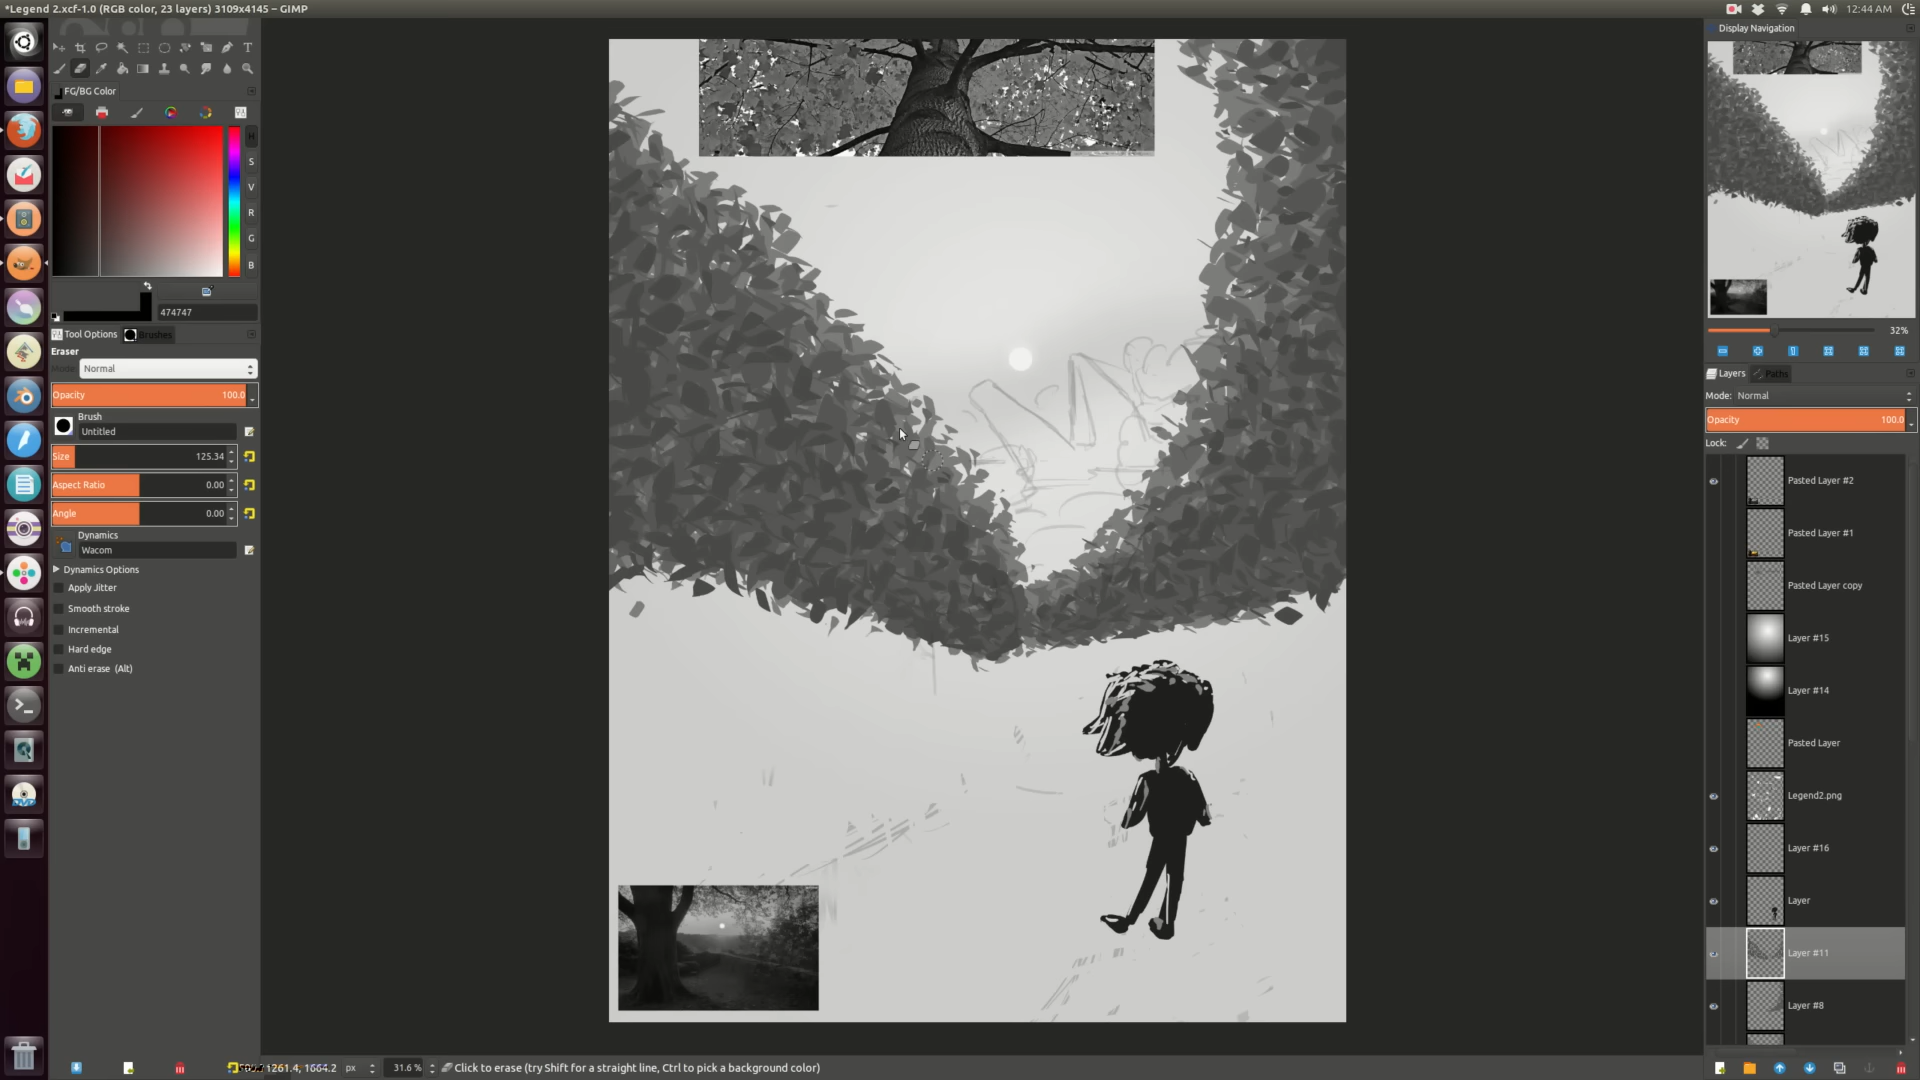 *Legend 2.xcf-1.0 (RGB color, 23 layers) 3109x4145 – GIMP
12:44 AM
FG/BG Color
H
S
V
R
G
B
474747
Tool Options
Brushes
Eraser
Mode:
Normal
Opacity
100.0
Brush
Untitled
Size
125.34
Aspect Ratio
0.00
Angle
0.00
Dynamics
Wacom
Dynamics Options
Apply Jitter
Smooth stroke
Incremental
Hard edge
Anti erase (Alt)
1261.4, 1664.2
px
31.6 %
Click to erase (try Shift for a straight line, Ctrl to pick a background color)
Display Navigation
32%
Layers
Paths
Mode:
Normal
Opacity
100.0
Lock:
Pasted Layer #2
Pasted Layer #1
Pasted Layer copy
Layer #15
Layer #14
Pasted Layer
Legend2.png
Layer #16
Layer
Layer #11
Layer #8